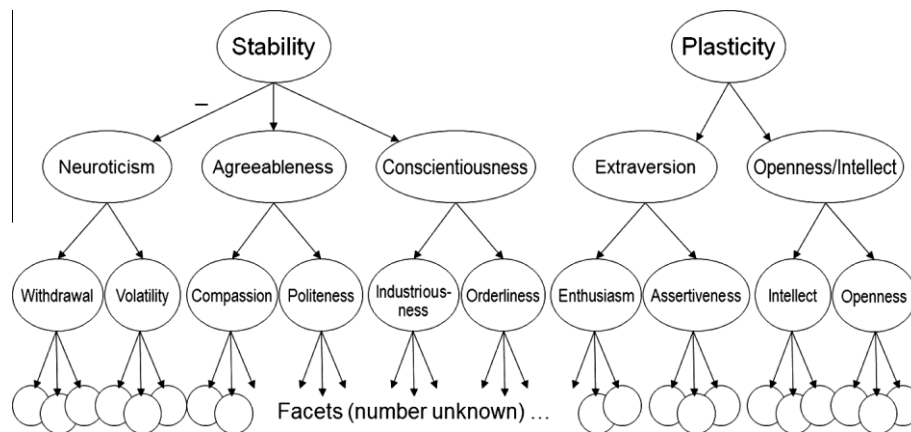 Stability
Plasticity
–
Neuroticism
Agreeableness
Conscientiousness
Extraversion
Openness/Intellect
Withdrawal
Volatility
Compassion
Politeness
Industrious-
ness
Orderliness
Enthusiasm
Assertiveness
Intellect
Openness
Facets (number unknown) ...